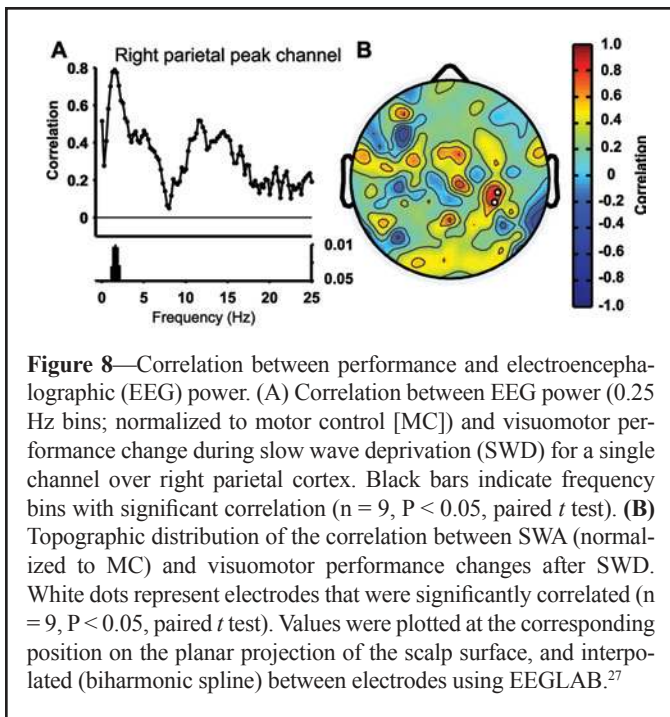 A
Right parietal peak channel
B
0.8
0.6
0.4
0.2
0
Correlation
0.01
0.05
0 5 10 15 20 25
Frequency (Hz)
1.0
0.8
0.6
0.4
0.2
0
-0.2
-0.4
-0.6
-0.8
-1.0
Correlation
Figure 8—Correlation between performance and electroencepha-
lographic (EEG) power. (A) Correlation between EEG power (0.25
Hz bins; normalized to motor control [MC]) and visuomotor per-
formance change during slow wave deprivation (SWD) for a single
channel over right parietal cortex. Black bars indicate frequency
bins with significant correlation (n = 9, P < 0.05, paired t test). (B)
Topographic distribution of the correlation between SWA (normal-
ized to MC) and visuomotor performance changes after SWD.
White dots represent electrodes that were significantly correlated (n
= 9, P < 0.05, paired t test). Values were plotted at the corresponding
position on the planar projection of the scalp surface, and interpo-
lated (biharmonic spline) between electrodes using EEGLAB.27